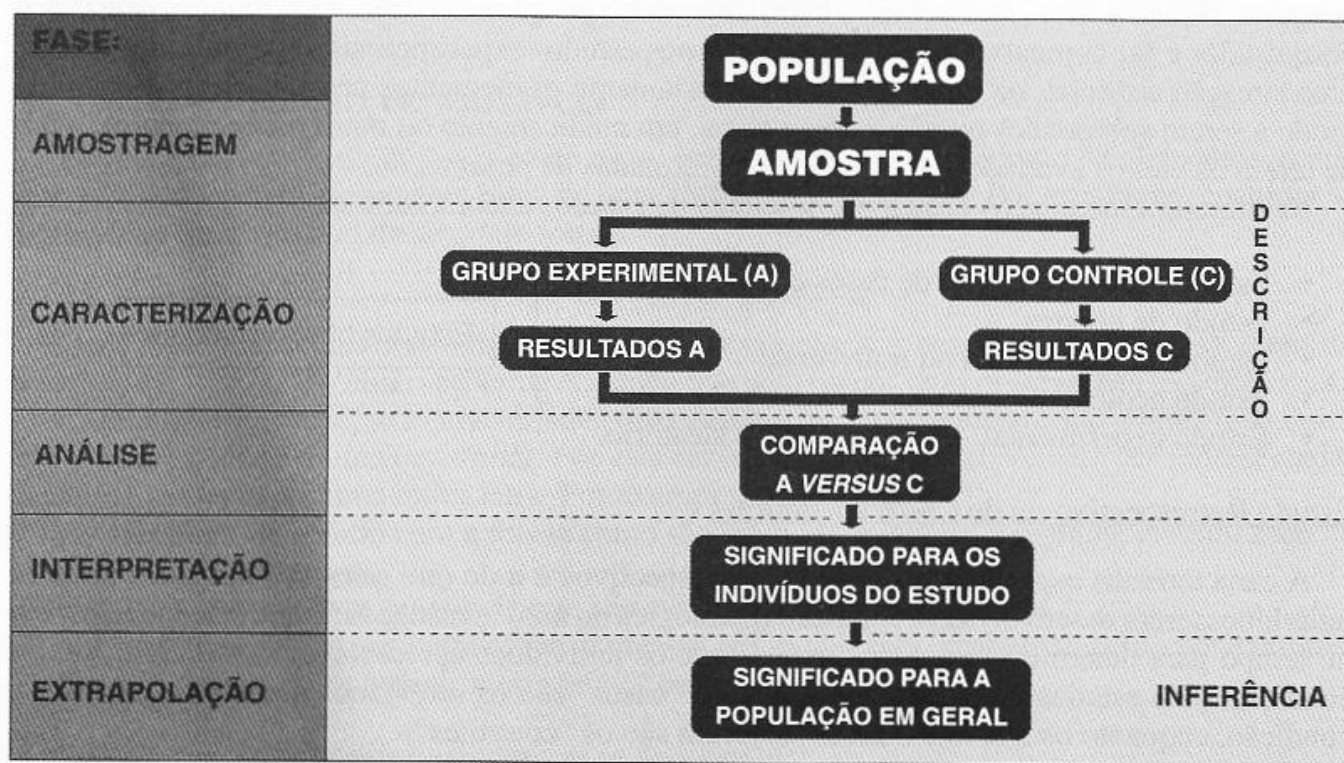 FASE:
POPULAÇÃO
AMOSTRAGEM
AMOSTRA
CARACTERIZAÇÃO
GRUPO EXPERIMENTAL (A)
GRUPO CONTROLE (C)
RESULTADOS A
RESULTADOS C
DESCRIÇÃO
ANÁLISE
COMPARAÇÃO
A VERSUS C
INTERPRETAÇÃO
SIGNIFICADO PARA OS
INDIVÍDUOS DO ESTUDO
EXTRAPOLAÇÃO
SIGNIFICADO PARA A
POPULAÇÃO EM GERAL
INFERÊNCIA